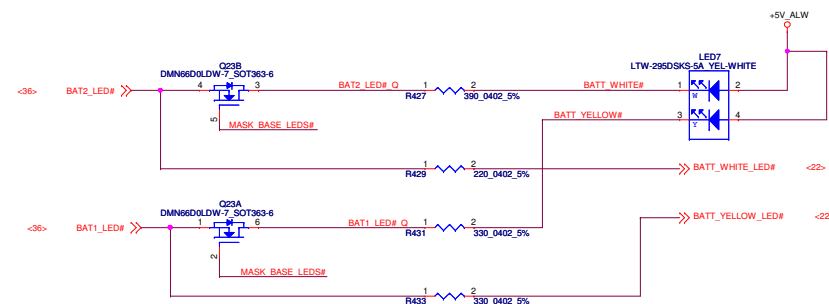 +5V_ALW
Q23B
DMN66D0LDW-7_SOT363-6
LED7
LTW-295DSKS-5A_YEL-WHITE
<36> BAT2_LED# 4 3 BAT2_LED#_Q 1 2 BATT_WHITE# 1 2
R427 390_0402_5% W
5 MASK_BASE_LEDS# BATT_YELLOW# 3 4
Y
1 2 BATT_WHITE_LED# <22>
R429 220_0402_5%
Q23A
DMN66D0LDW-7_SOT363-6
BATT_YELLOW_LED# <22
<36> BAT1_LED# 1 6 BAT1_LED#_Q 1 2
R431 330_0402_5%
2 MASK_BASE_LEDS#
1 2
R433 330_0402_5%